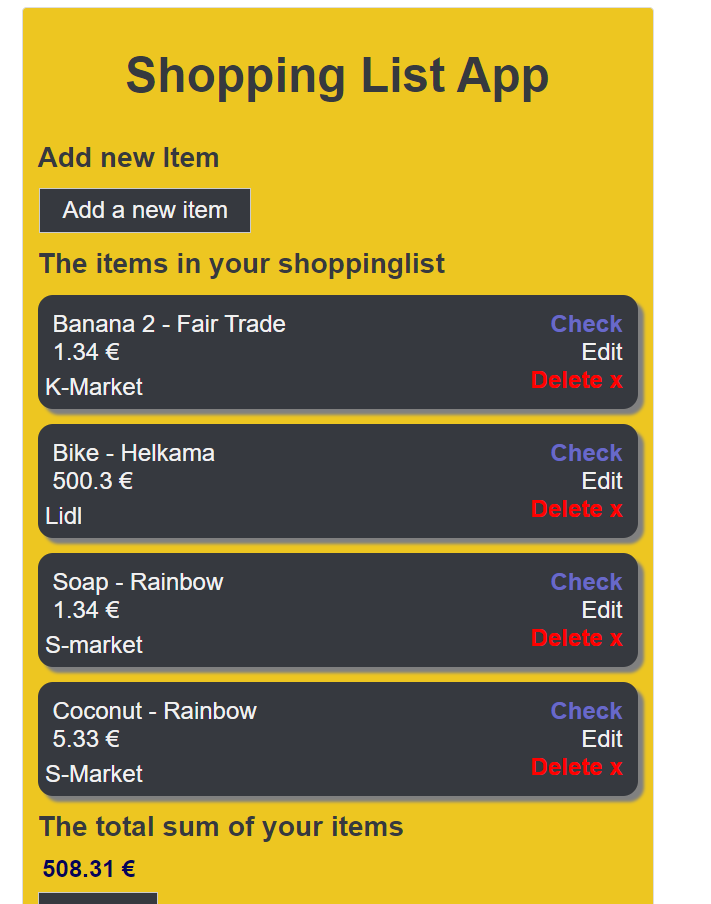 Shopping List App
Add new Item
Add a new item
The items in your shoppinglist
Banana 2 - Fair Trade
Check
1.34 €
Edit
K-Market
Delete x
Bike - Helkama
Check
500.3 €
Edit
Lidl
Delete x
Soap - Rainbow
Check
1.34 €
Edit
S-market
Delete x
Coconut - Rainbow
Check
5.33 €
Edit
S-Market
Delete x
The total sum of your items
508.31 €